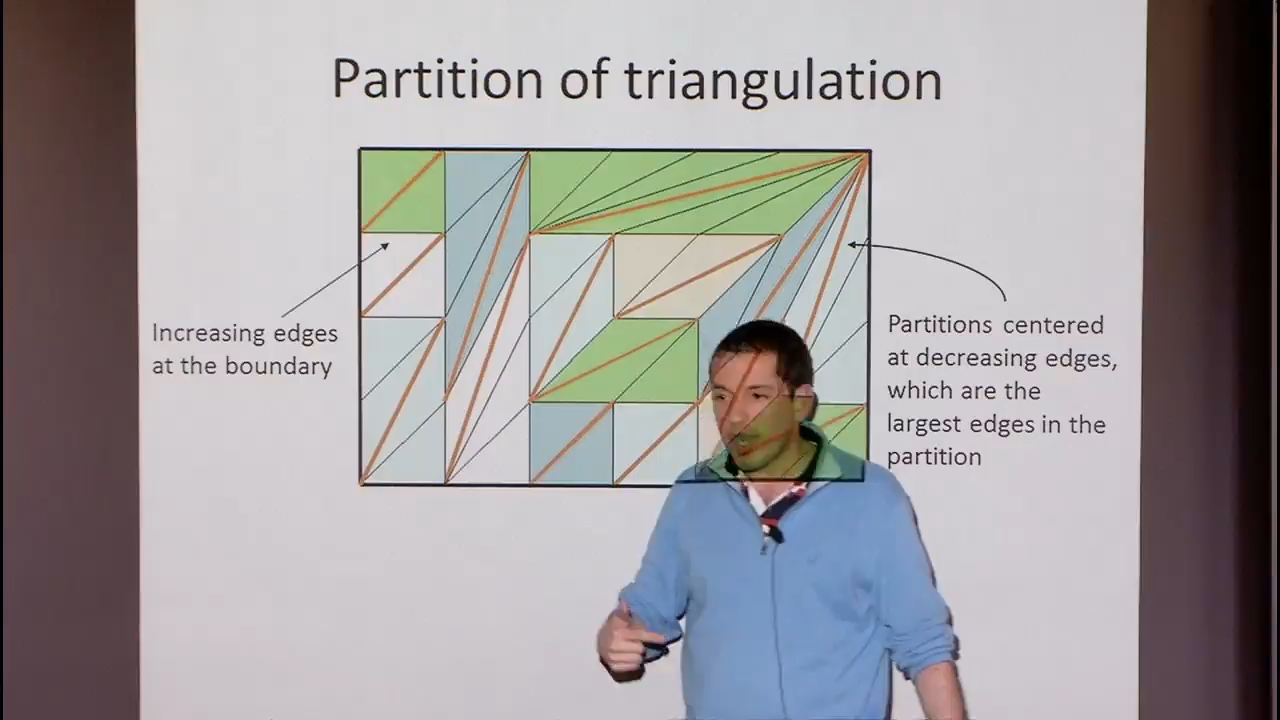 Partition of triangulation
Increasing edges
at the boundary
Partitions centered
at decreasing edges,
which are the
largest edges in the
partition